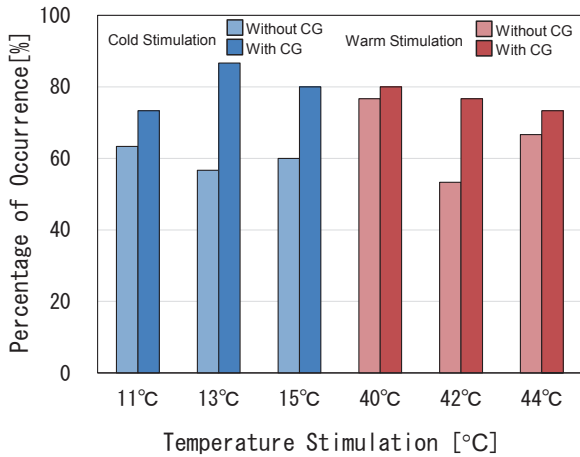 Cold Stimulation
Without CG
With CG
Warm Stimulation
Without CG
With CG
Percentage of Occurrence[%]
100
80
60
40
20
0
11℃ 13℃ 15℃ 40℃ 42℃ 44℃
Temperature Stimulation [°C]